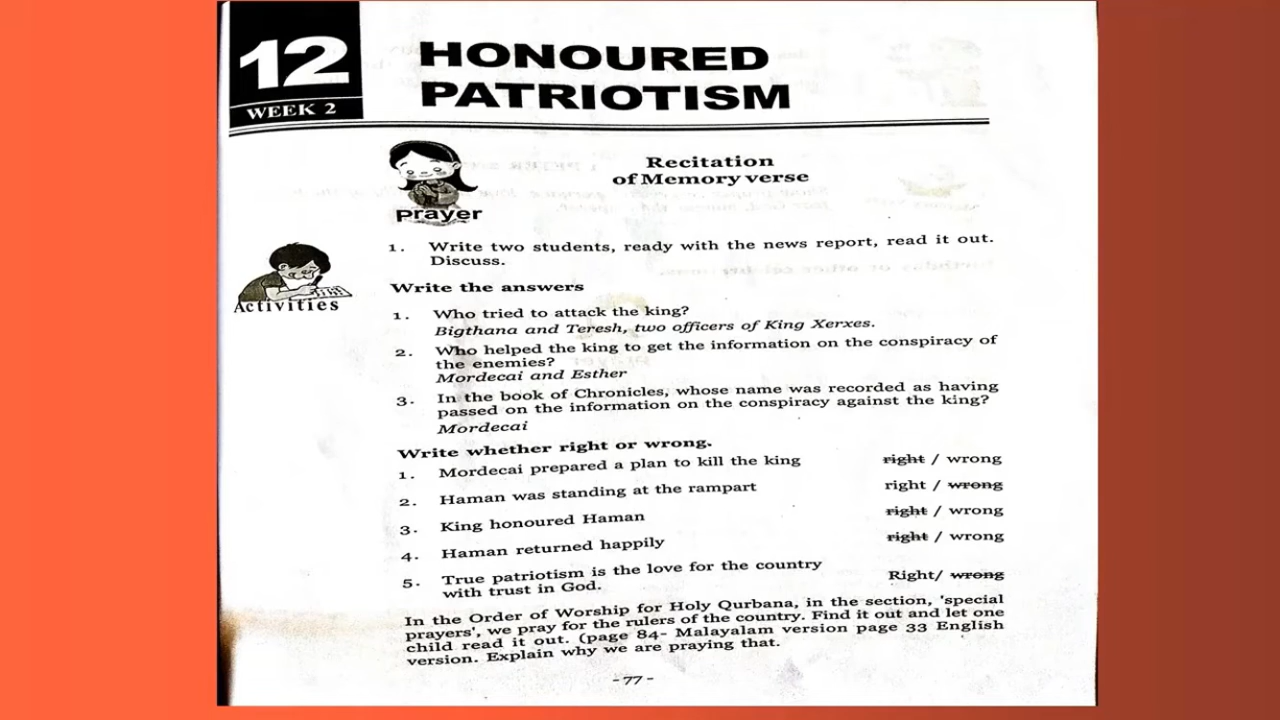 12
WEEK 2
HONOURED
PATRIOTISM
Recitation
of Memory verse
Prayer
Activities
1. Write two students, ready with the news report, read it out.
Discuss.
Write the answers
1. Who tried to attack the king?
Bigthana and Teresh, two officers of King Xerxes.
2. Who helped the king to get the information on the conspiracy of
the enemies?
Mordecai and Esther
3. In the book of Chronicles, whose name was recorded as having
passed on the information on the conspiracy against the king?
Mordecai
Write whether right or wrong.
1. Mordecai prepared a plan to kill the king right / wrong
2. Haman was standing at the rampart right / wrong
3. King honoured Haman right / wrong
4. Haman returned happily right / wrong
5. True patriotism is the love for the country
with trust in God. Right/ wrong
In the Order of Worship for Holy Qurbana, in the section, 'special
prayers', we pray for the rulers of the country. Find it out and let one
child read it out. (page 84- Malayalam version page 33 English
version. Explain why we are praying that.
-77-